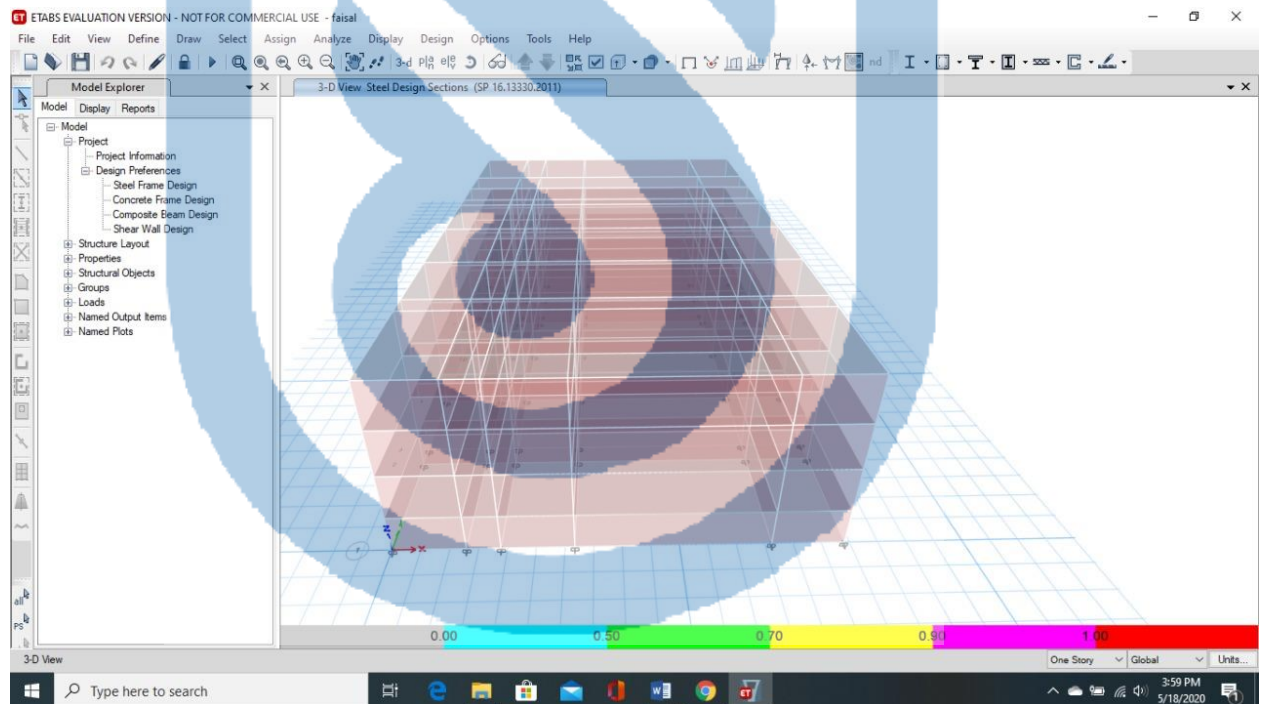 ETABS EVALUATION VERSION - NOT FOR COMMERCIAL USE - faisal
File Edit View Define Draw Select Assign Analyze Display Design Options Tools Help
3-d nd
Model Explorer
3-D View Steel Design Sections (SP 16.13330.2011)
Model Display Reports
Model
Project
Project Information
Design Preferences
Steel Frame Design
Concrete Frame Design
Composite Beam Design
Shear Wall Design
Structure Layout
Properties
Structural Objects
Groups
Loads
Named Output Items
Named Plots
Z X
all
PS
0.00 0.50 0.70 0.90 1.00
3-D View One Story Global Units...
Type here to search
3:59 PM
5/18/2020